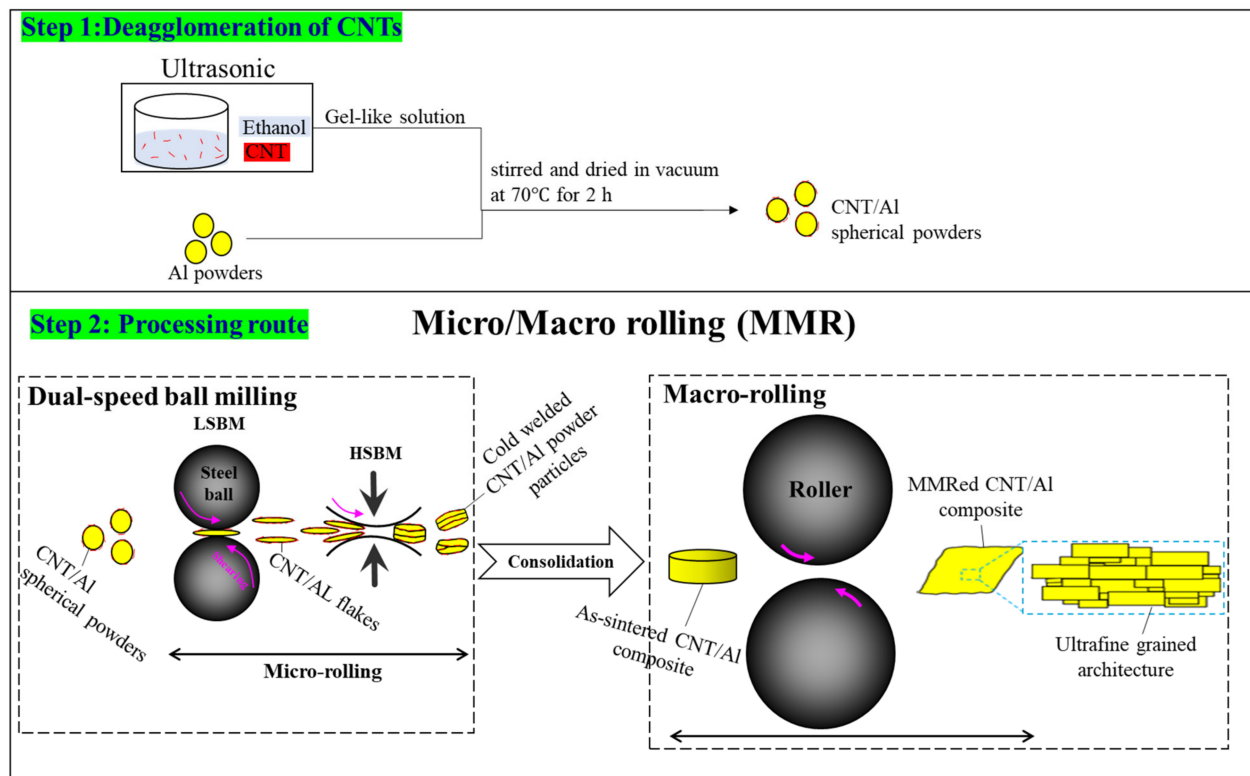 Step 1:Deagglomeration of CNTs
Ultrasonic
Ethanol
CNT
Gel-like solution
stirred and dried in vacuum
at 70℃ for 2 h
Al powders
CNT/Al
spherical powders
Step 2: Processing route
Micro/Macro rolling (MMR)
Dual-speed ball milling
LSBM
Steel
ball
Shearing
HSBM
Cold welded
CNT/Al powder
particles
CNT/Al
spherical powders
CNT/AL flakes
Micro-rolling
Consolidation
Macro-rolling
Roller
As-sintered CNT/Al
composite
MMRed CNT/Al
composite
Ultrafine grained
architecture